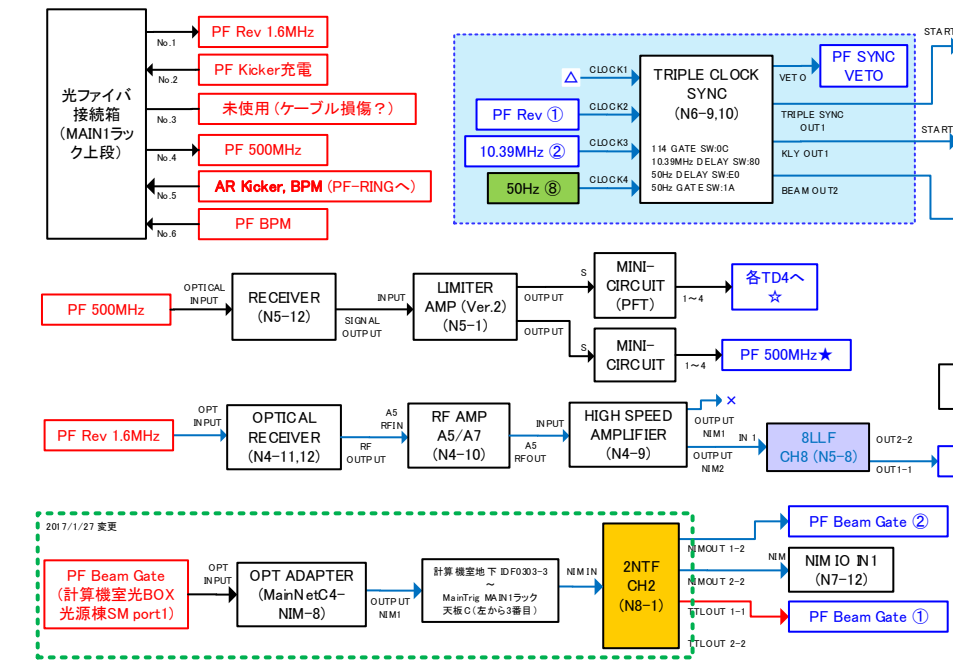 光ファイバ
接続箱
(MAIN1ラッ
ク上段)
No.1
PF Rev 1.6MHz
No.2
PF Kicker充電
No.3
未使用(ケーブル損傷？)
No.4
PF 500MHz
No.5
AR Kicker, BPM (PF-RINGへ)
No.6
PF BPM
△
CLOCK1
PF Rev ①
CLOCK2
10.39MHz ②
CLOCK3
50Hz ⑧
CLOCK4
TRIPLE CLOCK
SYNC
(N6-9,10)
114 GATE SW:0C
10.39MHz DELAY SW:80
50Hz DELAY SW:E0
50Hz GATE SW:1A
VETO
PF SYNC
VETO
TRIPLE SYNC
OUT1
KLY OUT1
BEAM OUT2
START
START
PF 500MHz
OPTICAL
INPUT
RECEIVER
(N5-12)
SIGNAL
OUTPUT
INPUT
LIMITER
AMP (Ver.2)
(N5-1)
OUTPUT
OUTPUT
S
MINI-
CIRCUIT
(PFT)
1～4
各TD4へ
☆
S
MINI-
CIRCUIT
1～4
PF 500MHz★
PF Rev 1.6MHz
OPT
INPUT
OPTICAL
RECEIVER
(N4-11,12)
RF
OUTPUT
A5
RFIN
RF AMP
A5/A7
(N4-10)
A5
RFOUT
INPUT
HIGH SPEED
AMPLIFIER
(N4-9)
×
OUTPUT
NIM1
OUTPUT
NIM2
IN 1
8LLF
CH8 (N5-8)
OUT2-2
OUT1-1
2017/1/27 変更
PF Beam Gate
(計算機室光BOX
光源棟SM port1)
OPT
INPUT
OPT ADAPTER
(MainNetC4-
NIM-8)
OUTPUT
NIM1
計算機室地下 IDF0303-3
～
MainTrig MAIN1ラック
天板C (左から3番目)
NIM IN
2NTF
CH2
(N8-1)
NIMOUT 1-2
PF Beam Gate ②
NIMOUT 2-2
NIM
NIM IO IN1
(N7-12)
TTLOUT 1-1
PF Beam Gate ①
TTLOUT 2-2